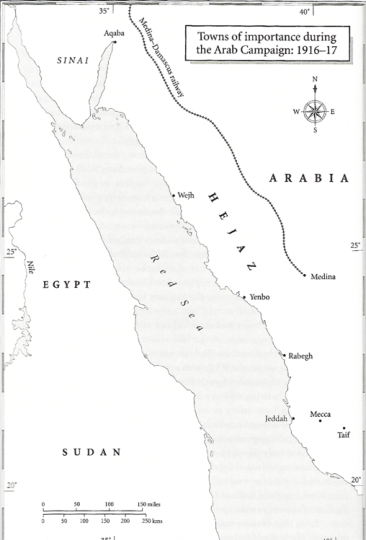 35°
40°
Towns of importance during
the Arab Campaign: 1916–17
Aqaba
Medina-Damascus railway
SINAI
N
W E
S
ARABIA
Wejh
HEJAZ
25°
25°
Nile
Red Sea
EGYPT
Medina
Yenbo
Rabegh
Jeddah
Mecca
Taif
SUDAN
20°
20°
0 50 100 150 miles
0 50 100 150 200 250 kms